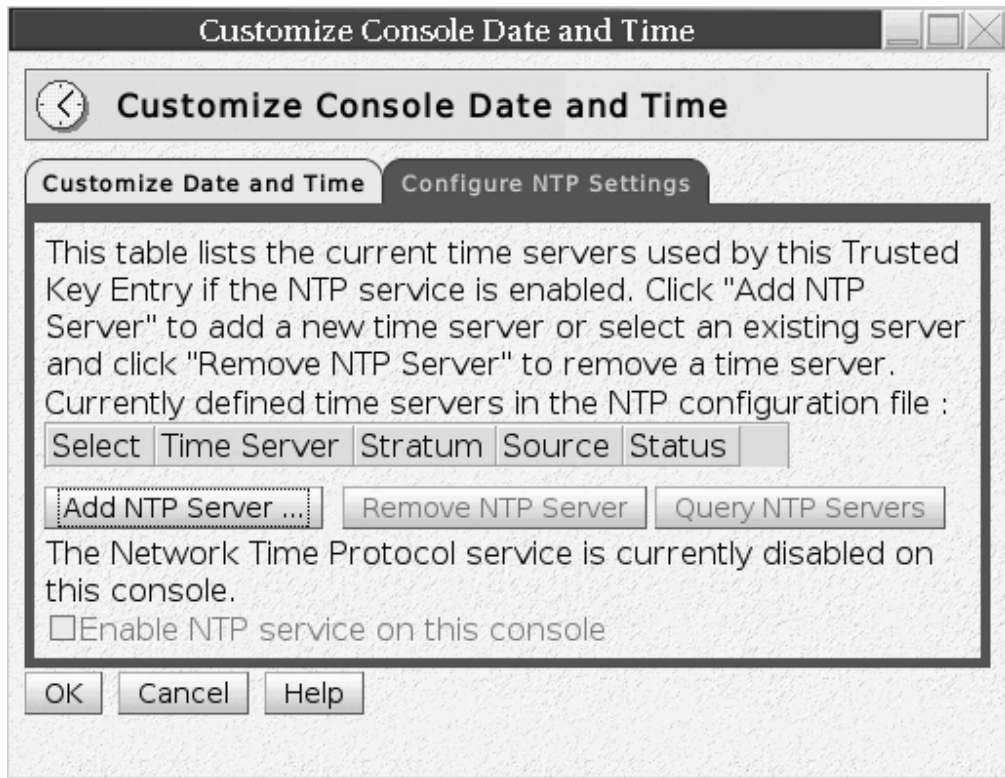 Customize Console Date and Time
Customize Console Date and Time
Customize Date and Time Configure NTP Settings
This table lists the current time servers used by this Trusted
Key Entry if the NTP service is enabled. Click "Add NTP
Server" to add a new time server or select an existing server
and click "Remove NTP Server" to remove a time server.
Currently defined time servers in the NTP configuration file :
Select Time Server Stratum Source Status
Add NTP Server ... Remove NTP Server Query NTP Servers
The Network Time Protocol service is currently disabled on
this console.
Enable NTP service on this console
OK Cancel Help